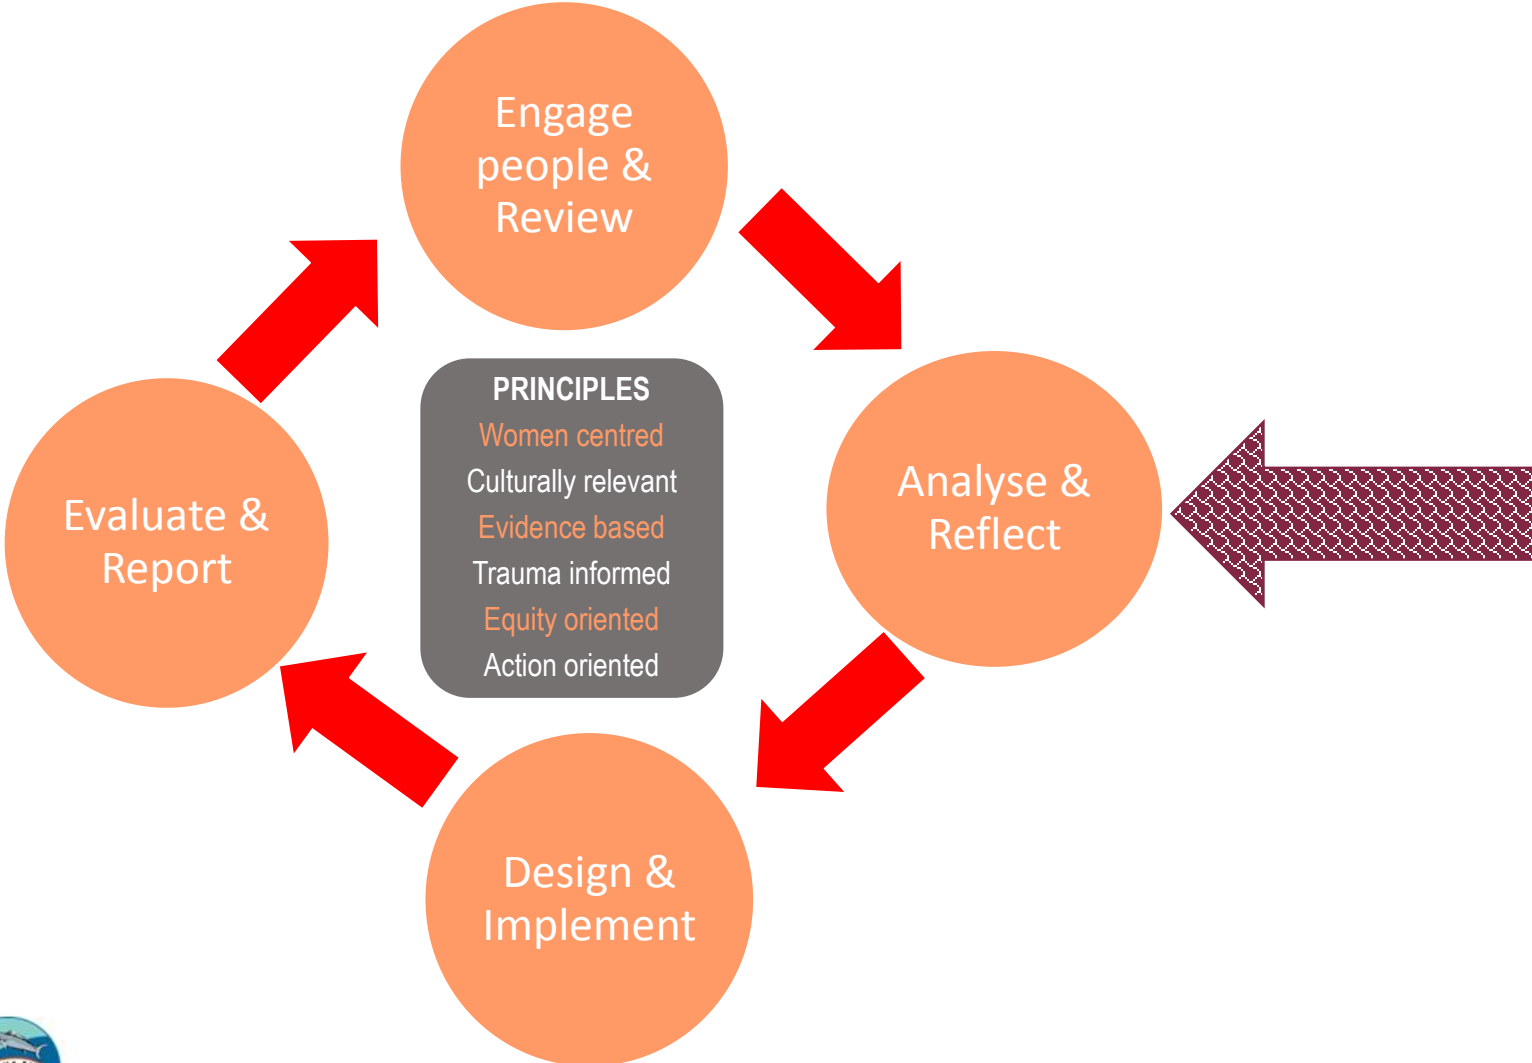 Engage
people &
Review
PRINCIPLES
Women centred
Culturally relevant
Evidence based
Trauma informed
Equity oriented
Action oriented
Analyse &
Reflect
Evaluate &
Report
Design &
Implement